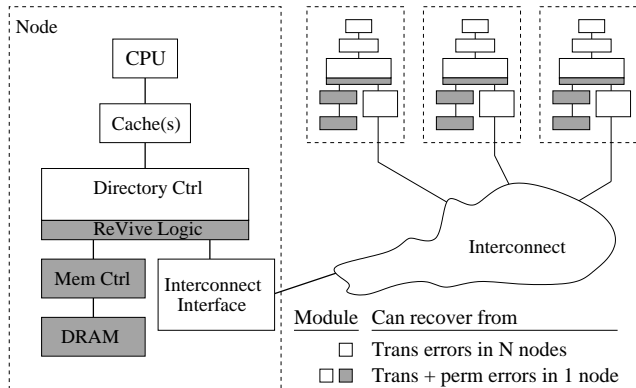 Node
CPU
Cache(s)
Directory Ctrl
ReVive Logic
Mem Ctrl
Interconnect
Interface
DRAM
Interconnect
Module Can recover from
Trans errors in N nodes
Trans + perm errors in 1 node